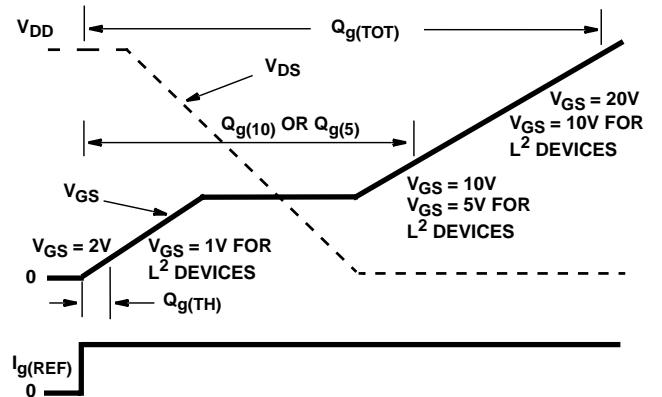 V_DD
Q_g(TOT)
V_DS
V_GS = 20V
V_GS = 10V FOR
L² DEVICES
Q_g(10) OR Q_g(5)
V_GS = 10V
V_GS = 5V FOR
L² DEVICES
V_GS
V_GS = 2V
V_GS = 1V FOR
L² DEVICES
0
Q_g(TH)
I_g(REF)
0